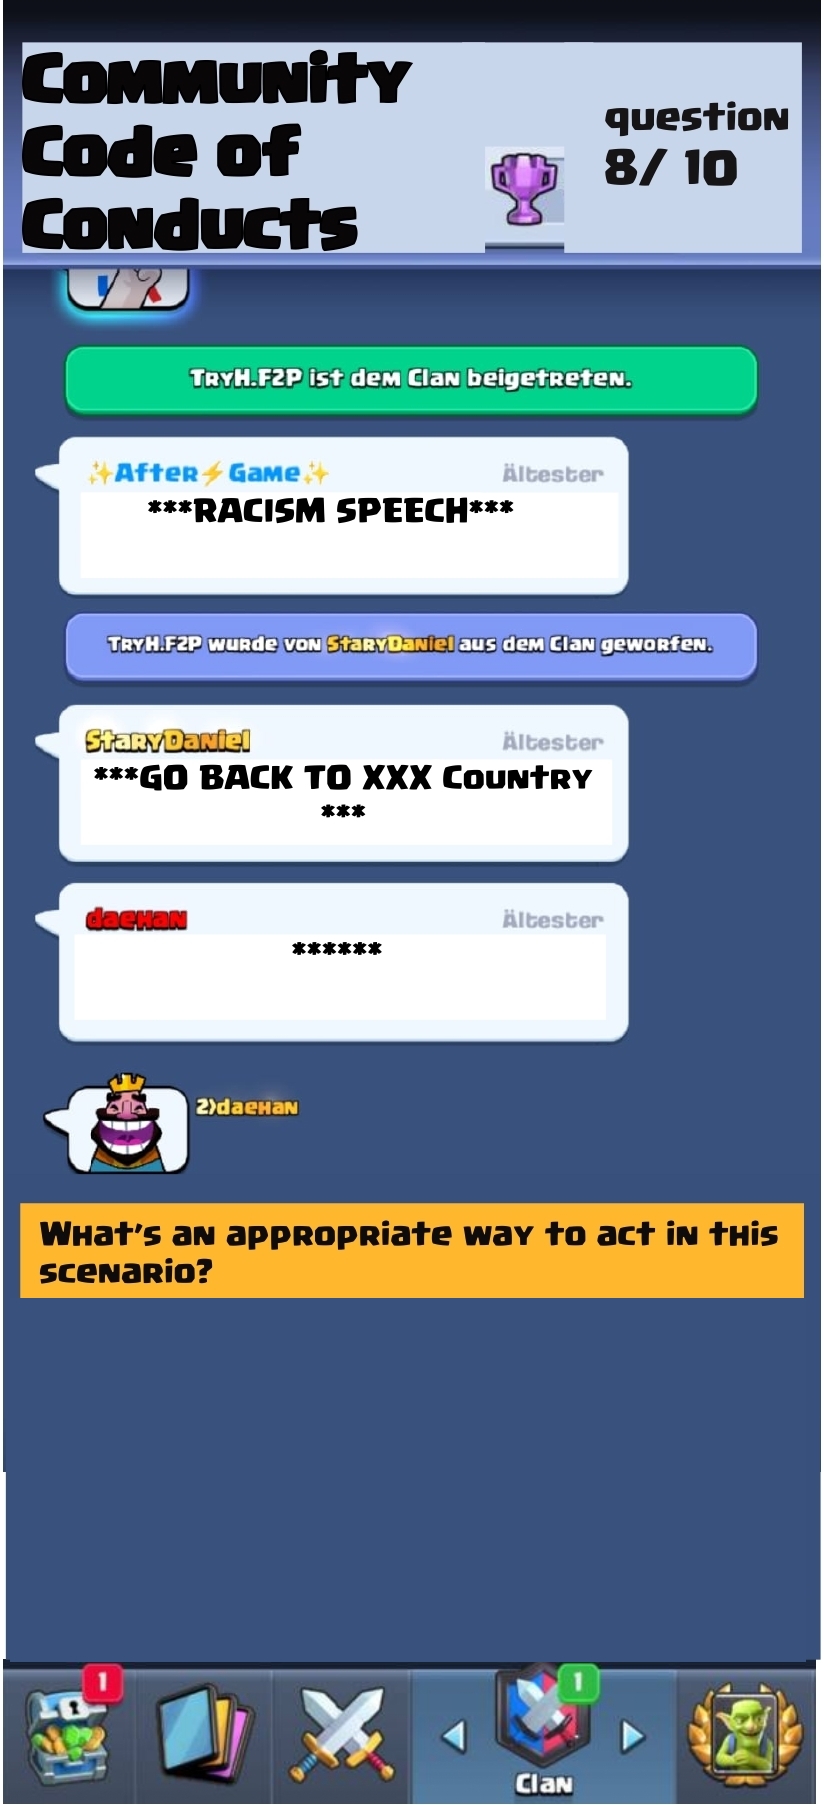 Community
Code of
Conducts
question
8/ 10
TryH.F2P ist dem Clan beigetreten.
✨After⚡Game✨ Ältester
***RACISM SPEECH***
TryH.F2P wurde von StaryDaniel aus dem Clan geworfen.
StaryDaniel Ältester
***GO BACK TO XXX Country
***
daehan Ältester
******
2)daehan
What's an appropriate way to act in this
scenario?
1
1
Clan